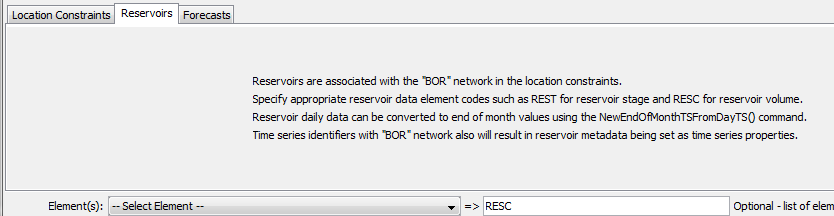 Location Constraints Reservoirs Forecasts
Reservoirs are associated with the "BOR" network in the location constraints.
Specify appropriate reservoir data element codes such as REST for reservoir stage and RESC for reservoir volume.
Reservoir daily data can be converted to end of month values using the NewEndOfMonthTSFromDayTS() command.
Time series identifiers with "BOR" network also will result in reservoir metadata being set as time series properties.
Element(s): -- Select Element -- => RESC Optional - list of elem